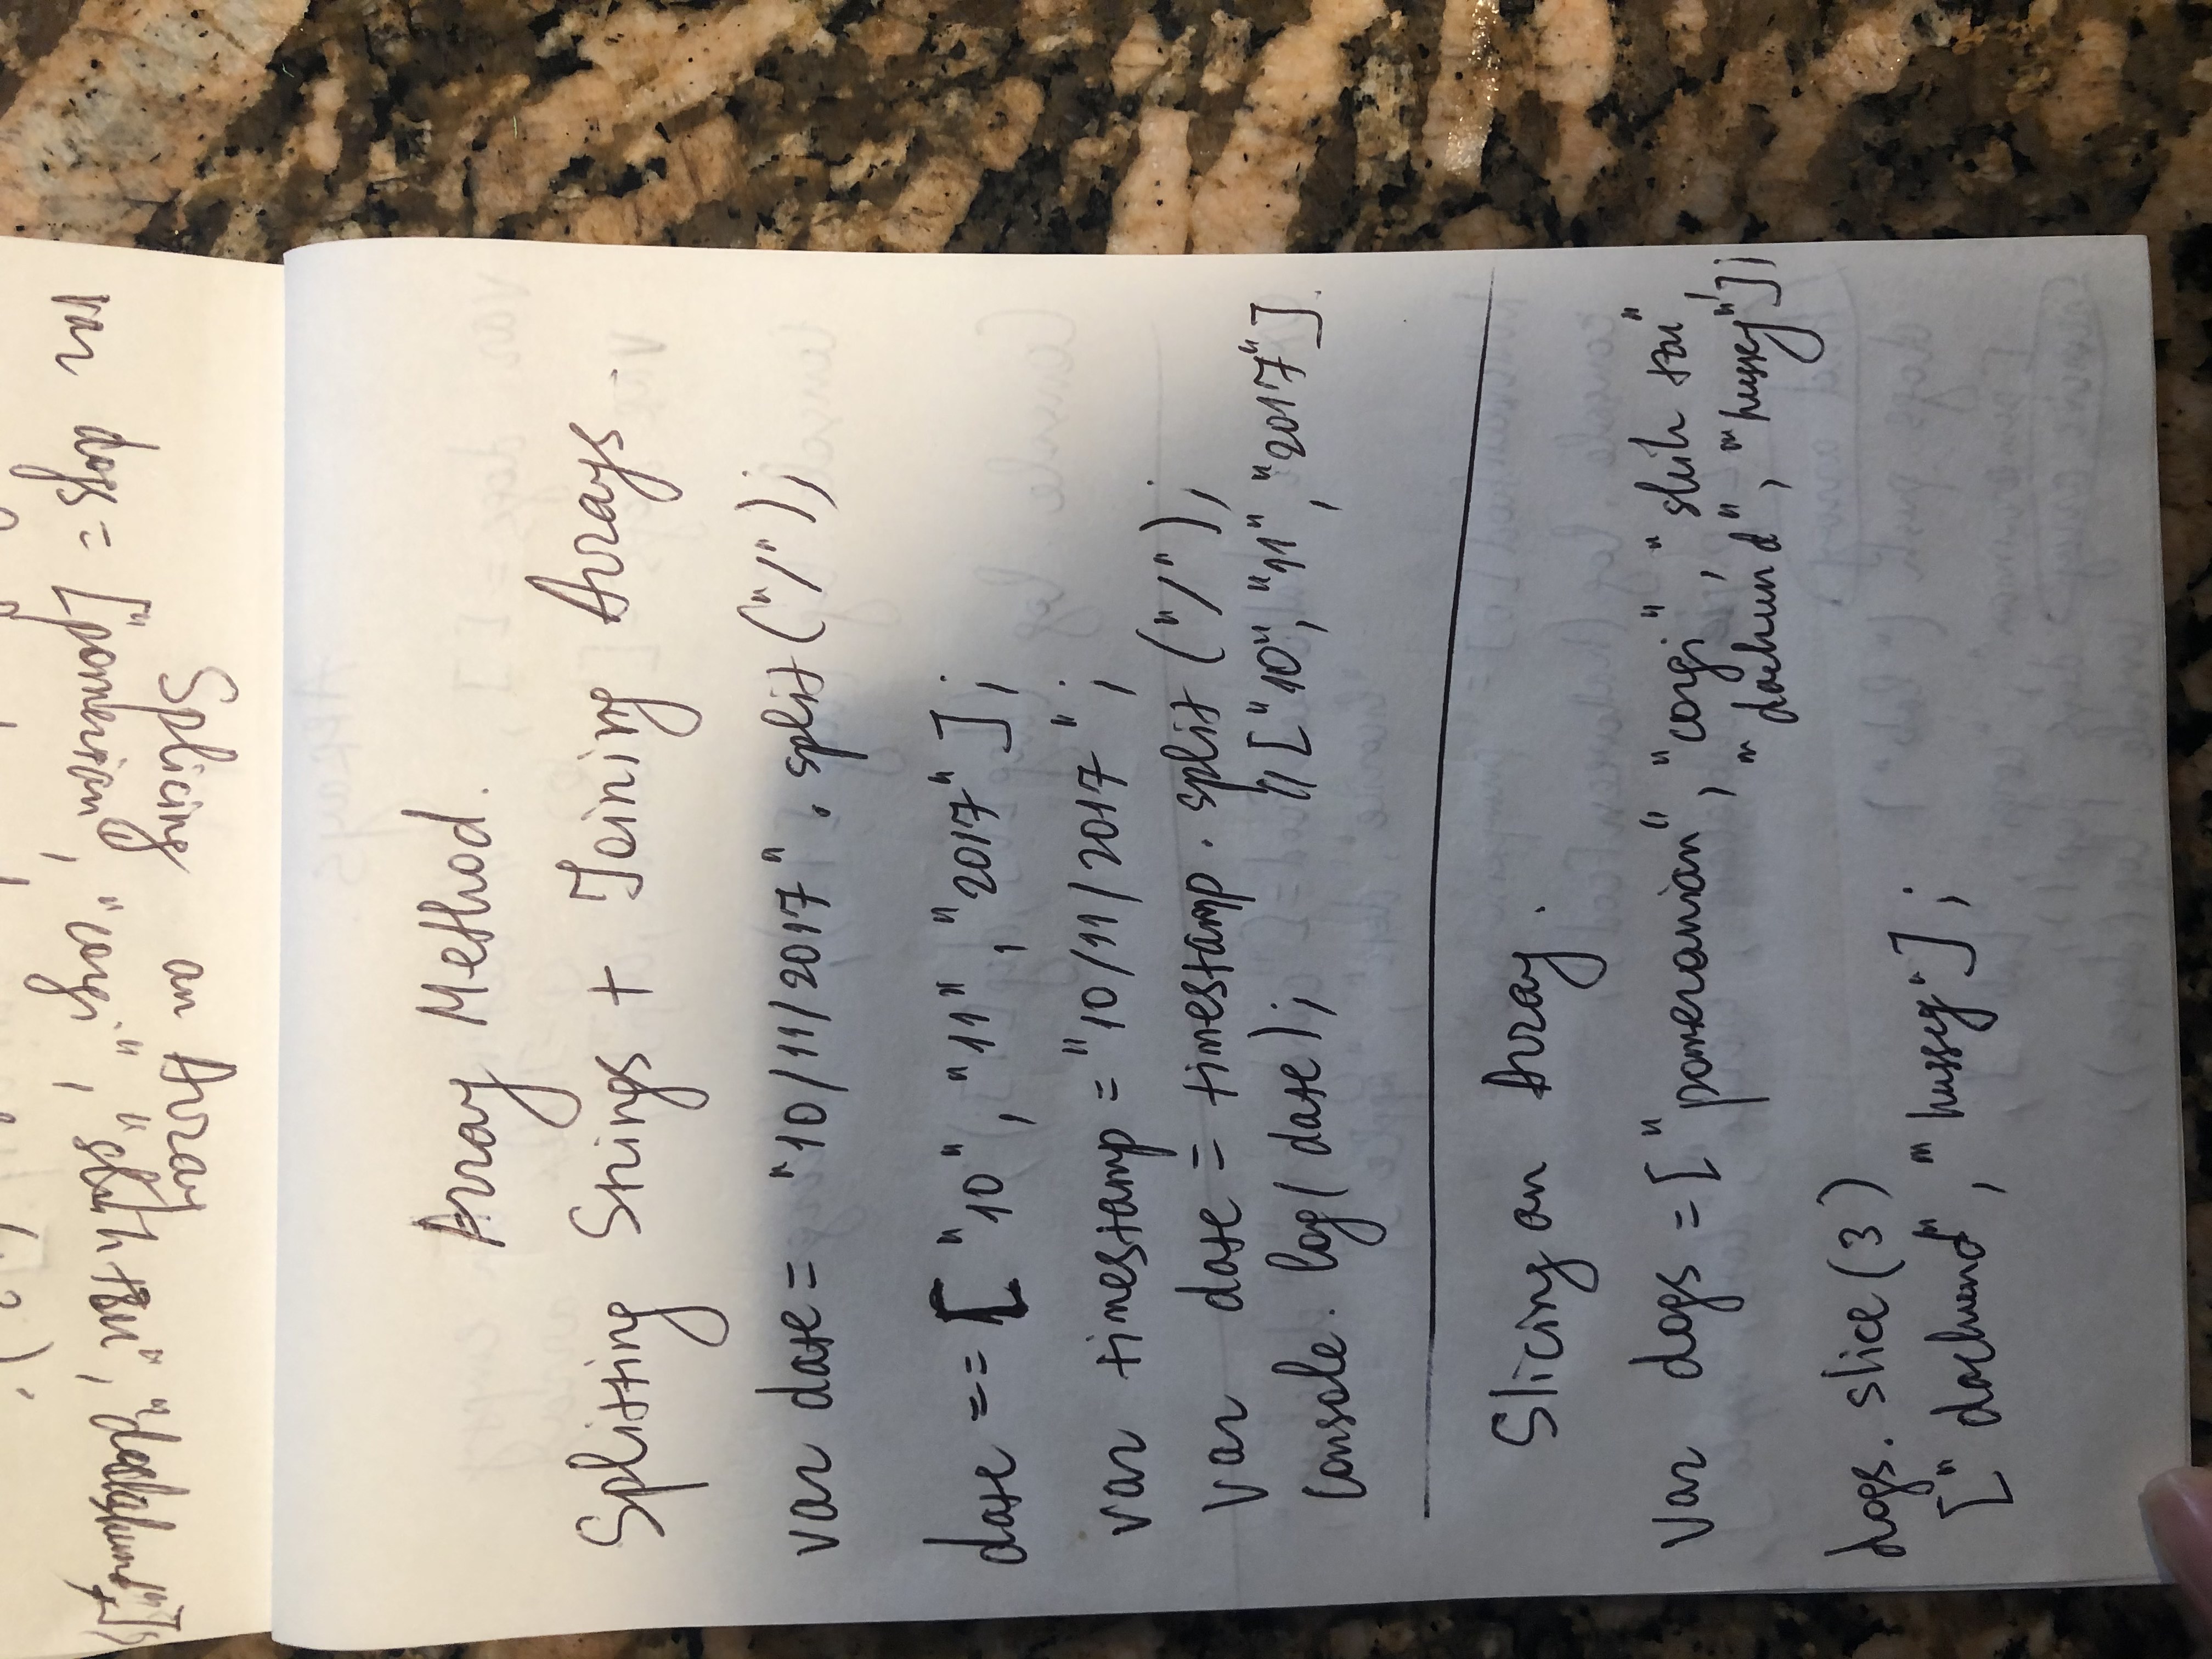 Array Method.
Splitting Strings + Joining Arrays.
var date = "10/11/2017" . split("/");
date == ["10", "11", "2017"];
var timestamp = "10/11/2017";
var date = timestamp . split ("/");
console . log( date ); // ["10", "11", "2017"].
Slicing an Array.
var dogs = ["pomeranian", "corgi", "shih tzu",
"dachund", "hussey"];
dogs. slice (3)
["dachund", "hussey"];
Splicing an Array
var dogs = ["pomeranian", "corgi", "shih tzu",